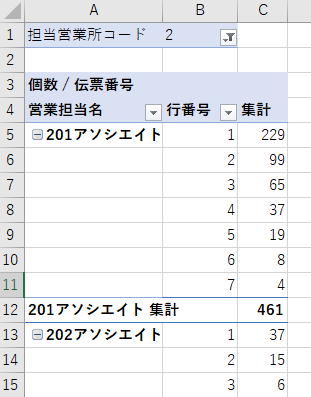 A B C
1 担当営業所コード 2
2
3 個数 / 伝票番号
4 営業担当名 行番号 集計
5 201アソシエイト 1 229
6 2 99
7 3 65
8 4 37
9 5 19
10 6 8
11 7 4
12 201アソシエイト 集計 461
13 202アソシエイト 1 37
14 2 15
15 3 6